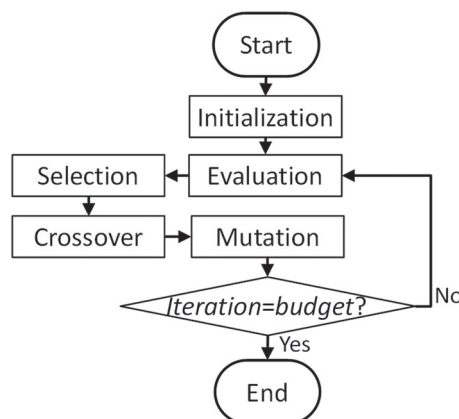 Start
Initialization
Selection
Evaluation
Crossover
Mutation
Iteration=budget?
No
Yes
End